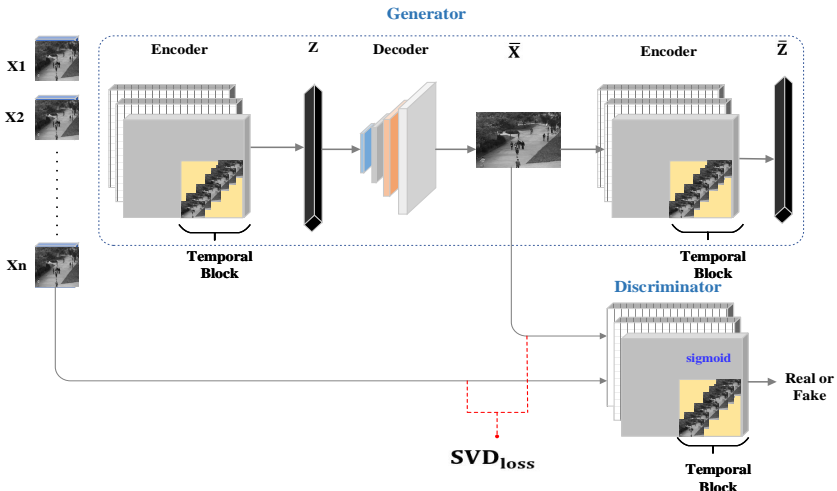 Generator
Encoder
Z
Decoder
X̅
Encoder
Z̅
X1
X2
Xn
Temporal
Block
Temporal
Block
Discriminator
sigmoid
Real or
Fake
SVDloss
Temporal
Block